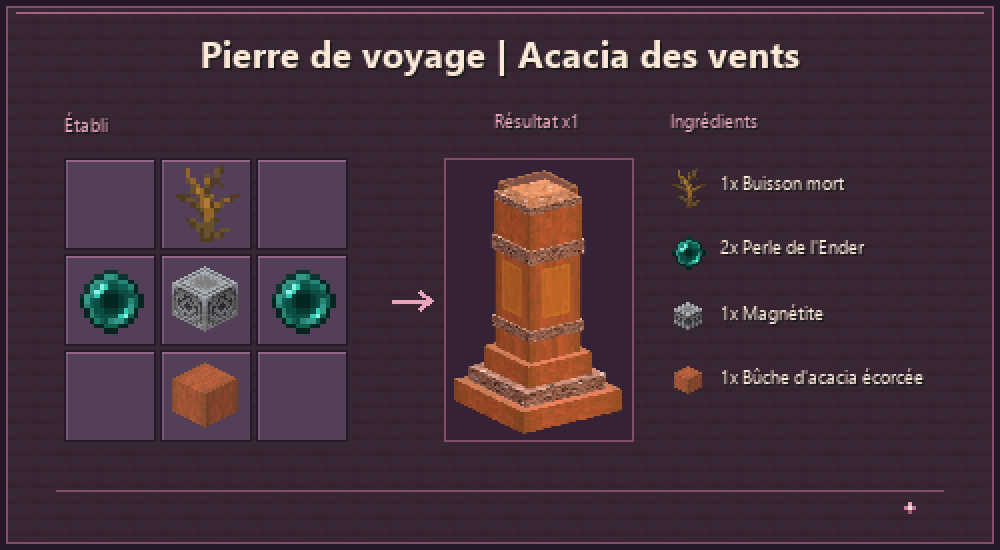 Pierre de voyage | Acacia des vents
Établi
Résultat x1
Ingrédients
1x Buisson mort
2x Perle de l'Ender
1x Magnétite
1x Bûche d'acacia écorcée